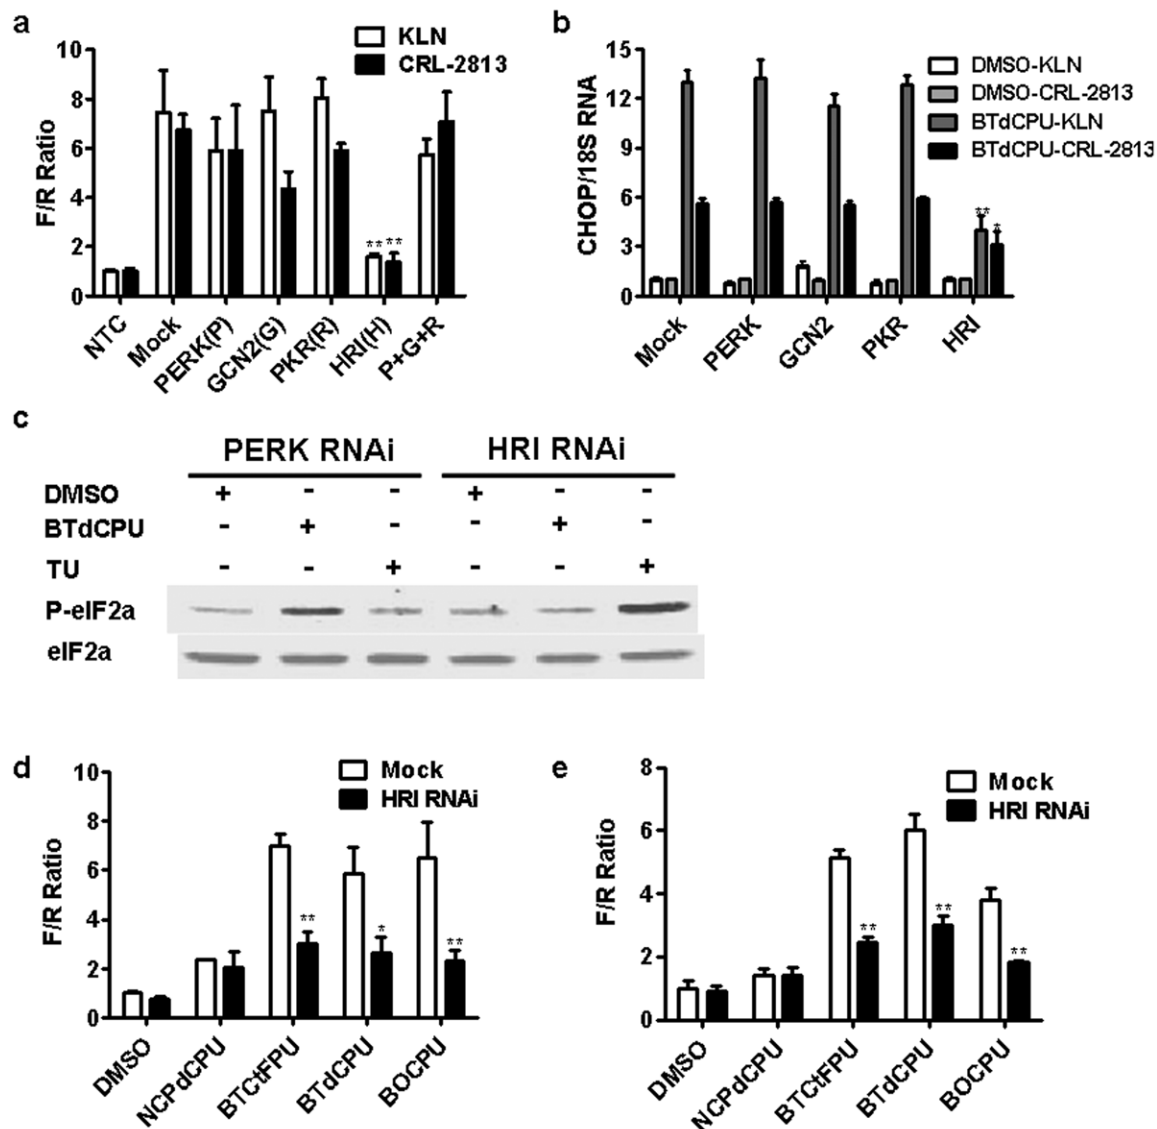 a
10
8
6
4
2
0
F/R Ratio
KLN
CRL-2813
** **
NTC
Mock
PERK(P)
GCN2(G)
PKR(R)
HRI(H)
P+G+R
b
15
12
9
6
3
0
CHOP/18S RNA
DMSO-KLN
DMSO-CRL-2813
BTdCPU-KLN
BTdCPU-CRL-2813
**
*
Mock
PERK
GCN2
PKR
HRI
c
PERK RNAi HRI RNAi
DMSO + - - + - -
BTdCPU - + - - + -
TU - - + - - +
P-eIF2a
eIF2a
d
10
8
6
4
2
0
F/R Ratio
Mock
HRI RNAi
** * **
DMSO
NCPdCPU
BTCtFPU
BTdCPU
BOCPU
e
8
6
4
2
0
F/R Ratio
Mock
HRI RNAi
** ** **
DMSO
NCPdCPU
BTCtFPU
BTdCPU
BOCPU